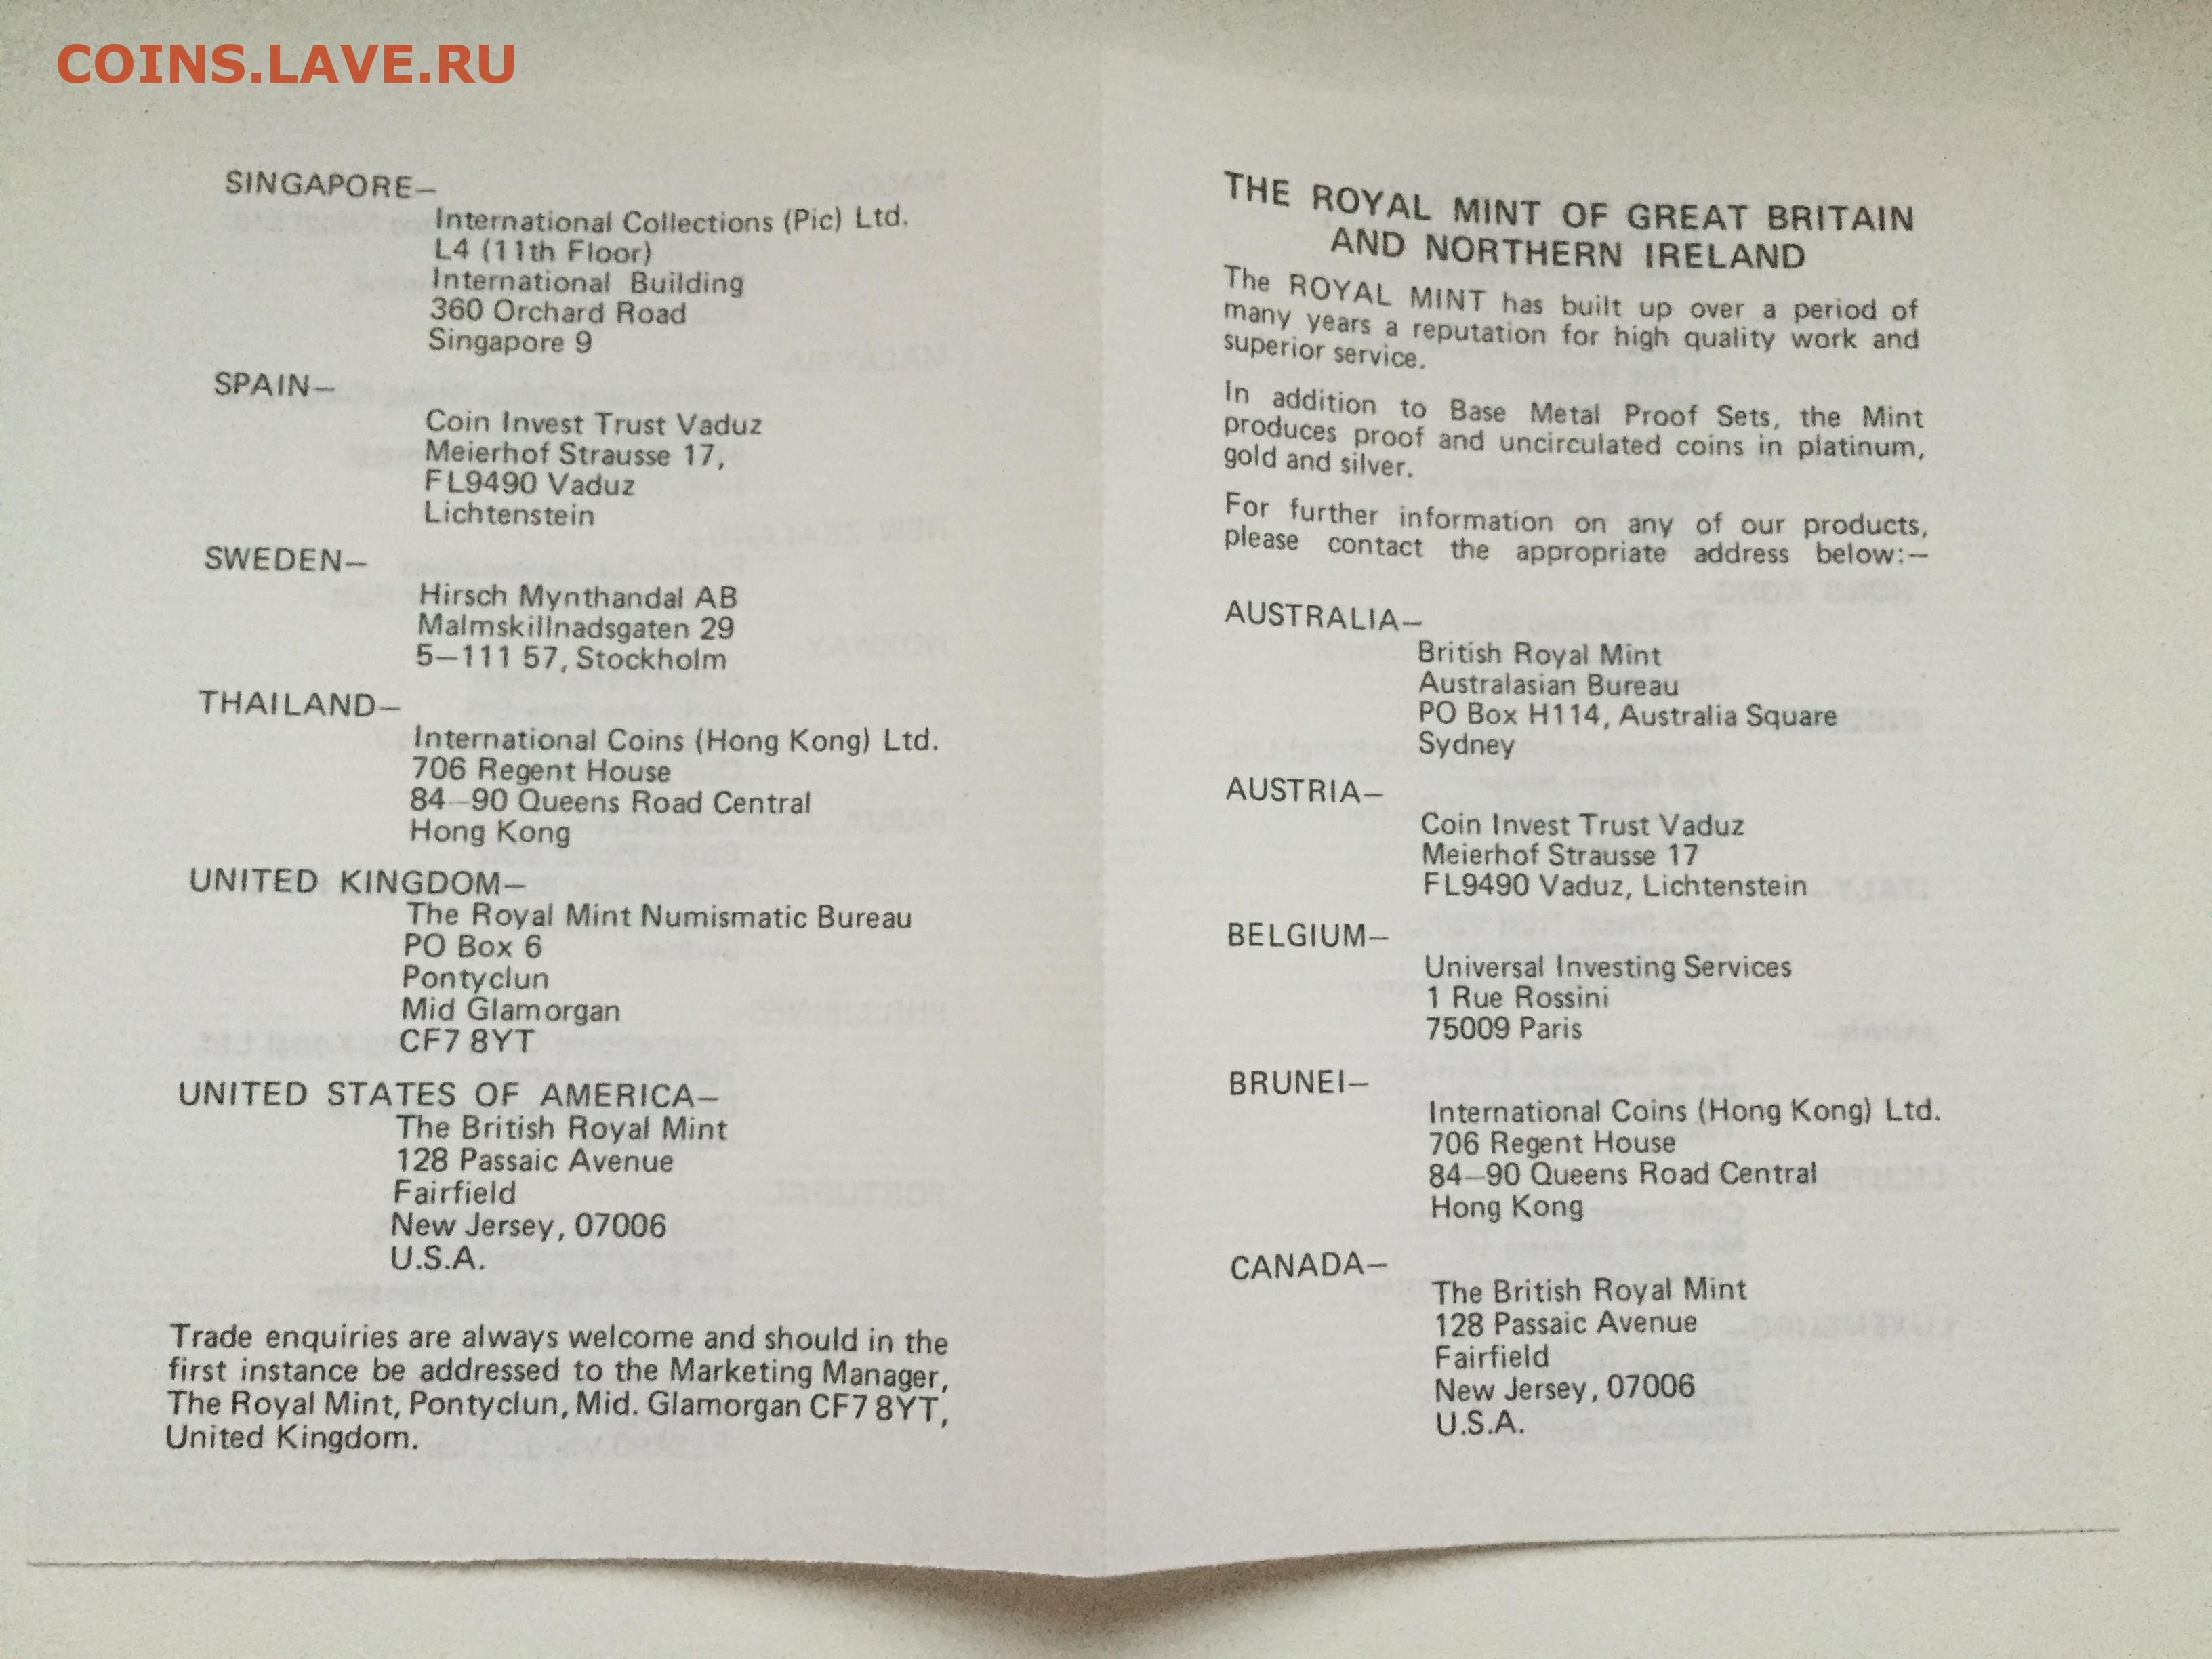 COINS.LAVE.RU
SINGAPORE—
International Collections (Pic) Ltd.
L4 (11th Floor)
International Building
360 Orchard Road
Singapore 9
SPAIN—
Coin Invest Trust Vaduz
Meierhof Strausse 17,
FL9490 Vaduz
Lichtenstein
SWEDEN—
Hirsch Mynthandal AB
Malmskillnadsgaten 29
5—111 57, Stockholm
THAILAND—
International Coins (Hong Kong) Ltd.
706 Regent House
84—90 Queens Road Central
Hong Kong
UNITED KINGDOM—
The Royal Mint Numismatic Bureau
PO Box 6
Pontyclun
Mid Glamorgan
CF7 8YT
UNITED STATES OF AMERICA—
The British Royal Mint
128 Passaic Avenue
Fairfield
New Jersey, 07006
U.S.A.
Trade enquiries are always welcome and should in the
first instance be addressed to the Marketing Manager,
The Royal Mint, Pontyclun, Mid. Glamorgan CF7 8YT,
United Kingdom.
THE ROYAL MINT OF GREAT BRITAIN
AND NORTHERN IRELAND
The ROYAL MINT has built up over a period of
many years a reputation for high quality work and
superior service.
In addition to Base Metal Proof Sets, the Mint
produces proof and uncirculated coins in platinum,
gold and silver.
For further information on any of our products,
please contact the appropriate address below:—
AUSTRALIA—
British Royal Mint
Australasian Bureau
PO Box H114, Australia Square
Sydney
AUSTRIA—
Coin Invest Trust Vaduz
Meierhof Strausse 17
FL9490 Vaduz, Lichtenstein
BELGIUM—
Universal Investing Services
1 Rue Rossini
75009 Paris
BRUNEI—
International Coins (Hong Kong) Ltd.
706 Regent House
84—90 Queens Road Central
Hong Kong
CANADA—
The British Royal Mint
128 Passaic Avenue
Fairfield
New Jersey, 07006
U.S.A.